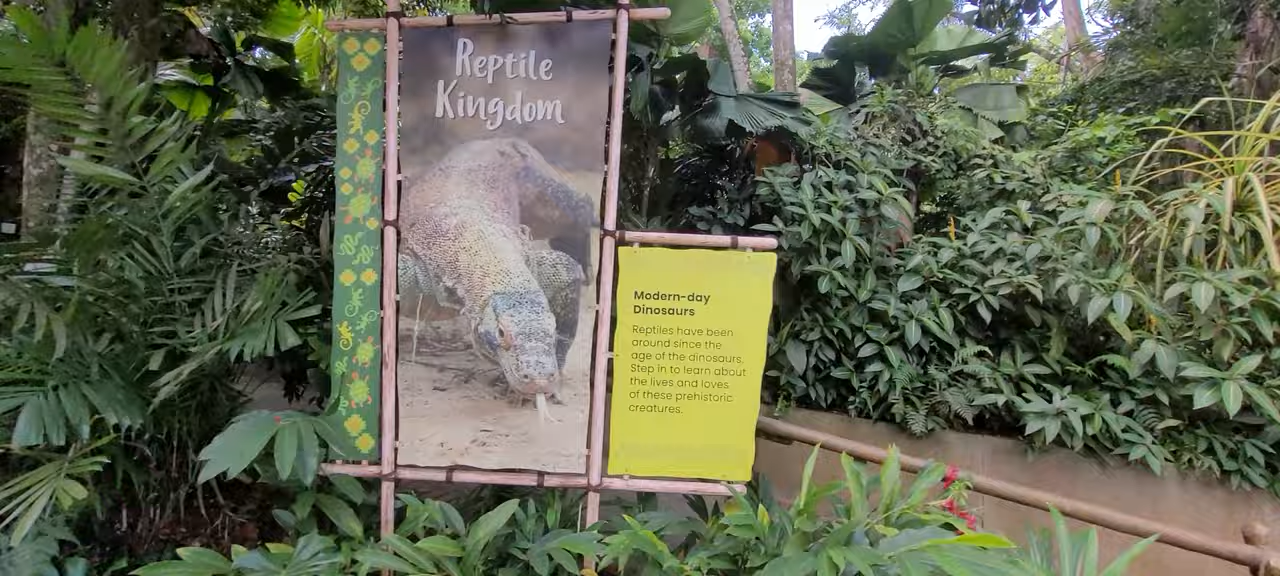 Reptile
Kingdom
Modern-day
Dinosaurs
Reptiles have been
around since the
age of the dinosaurs.
Step in to learn about
the lives and loves
of these prehistoric
creatures.